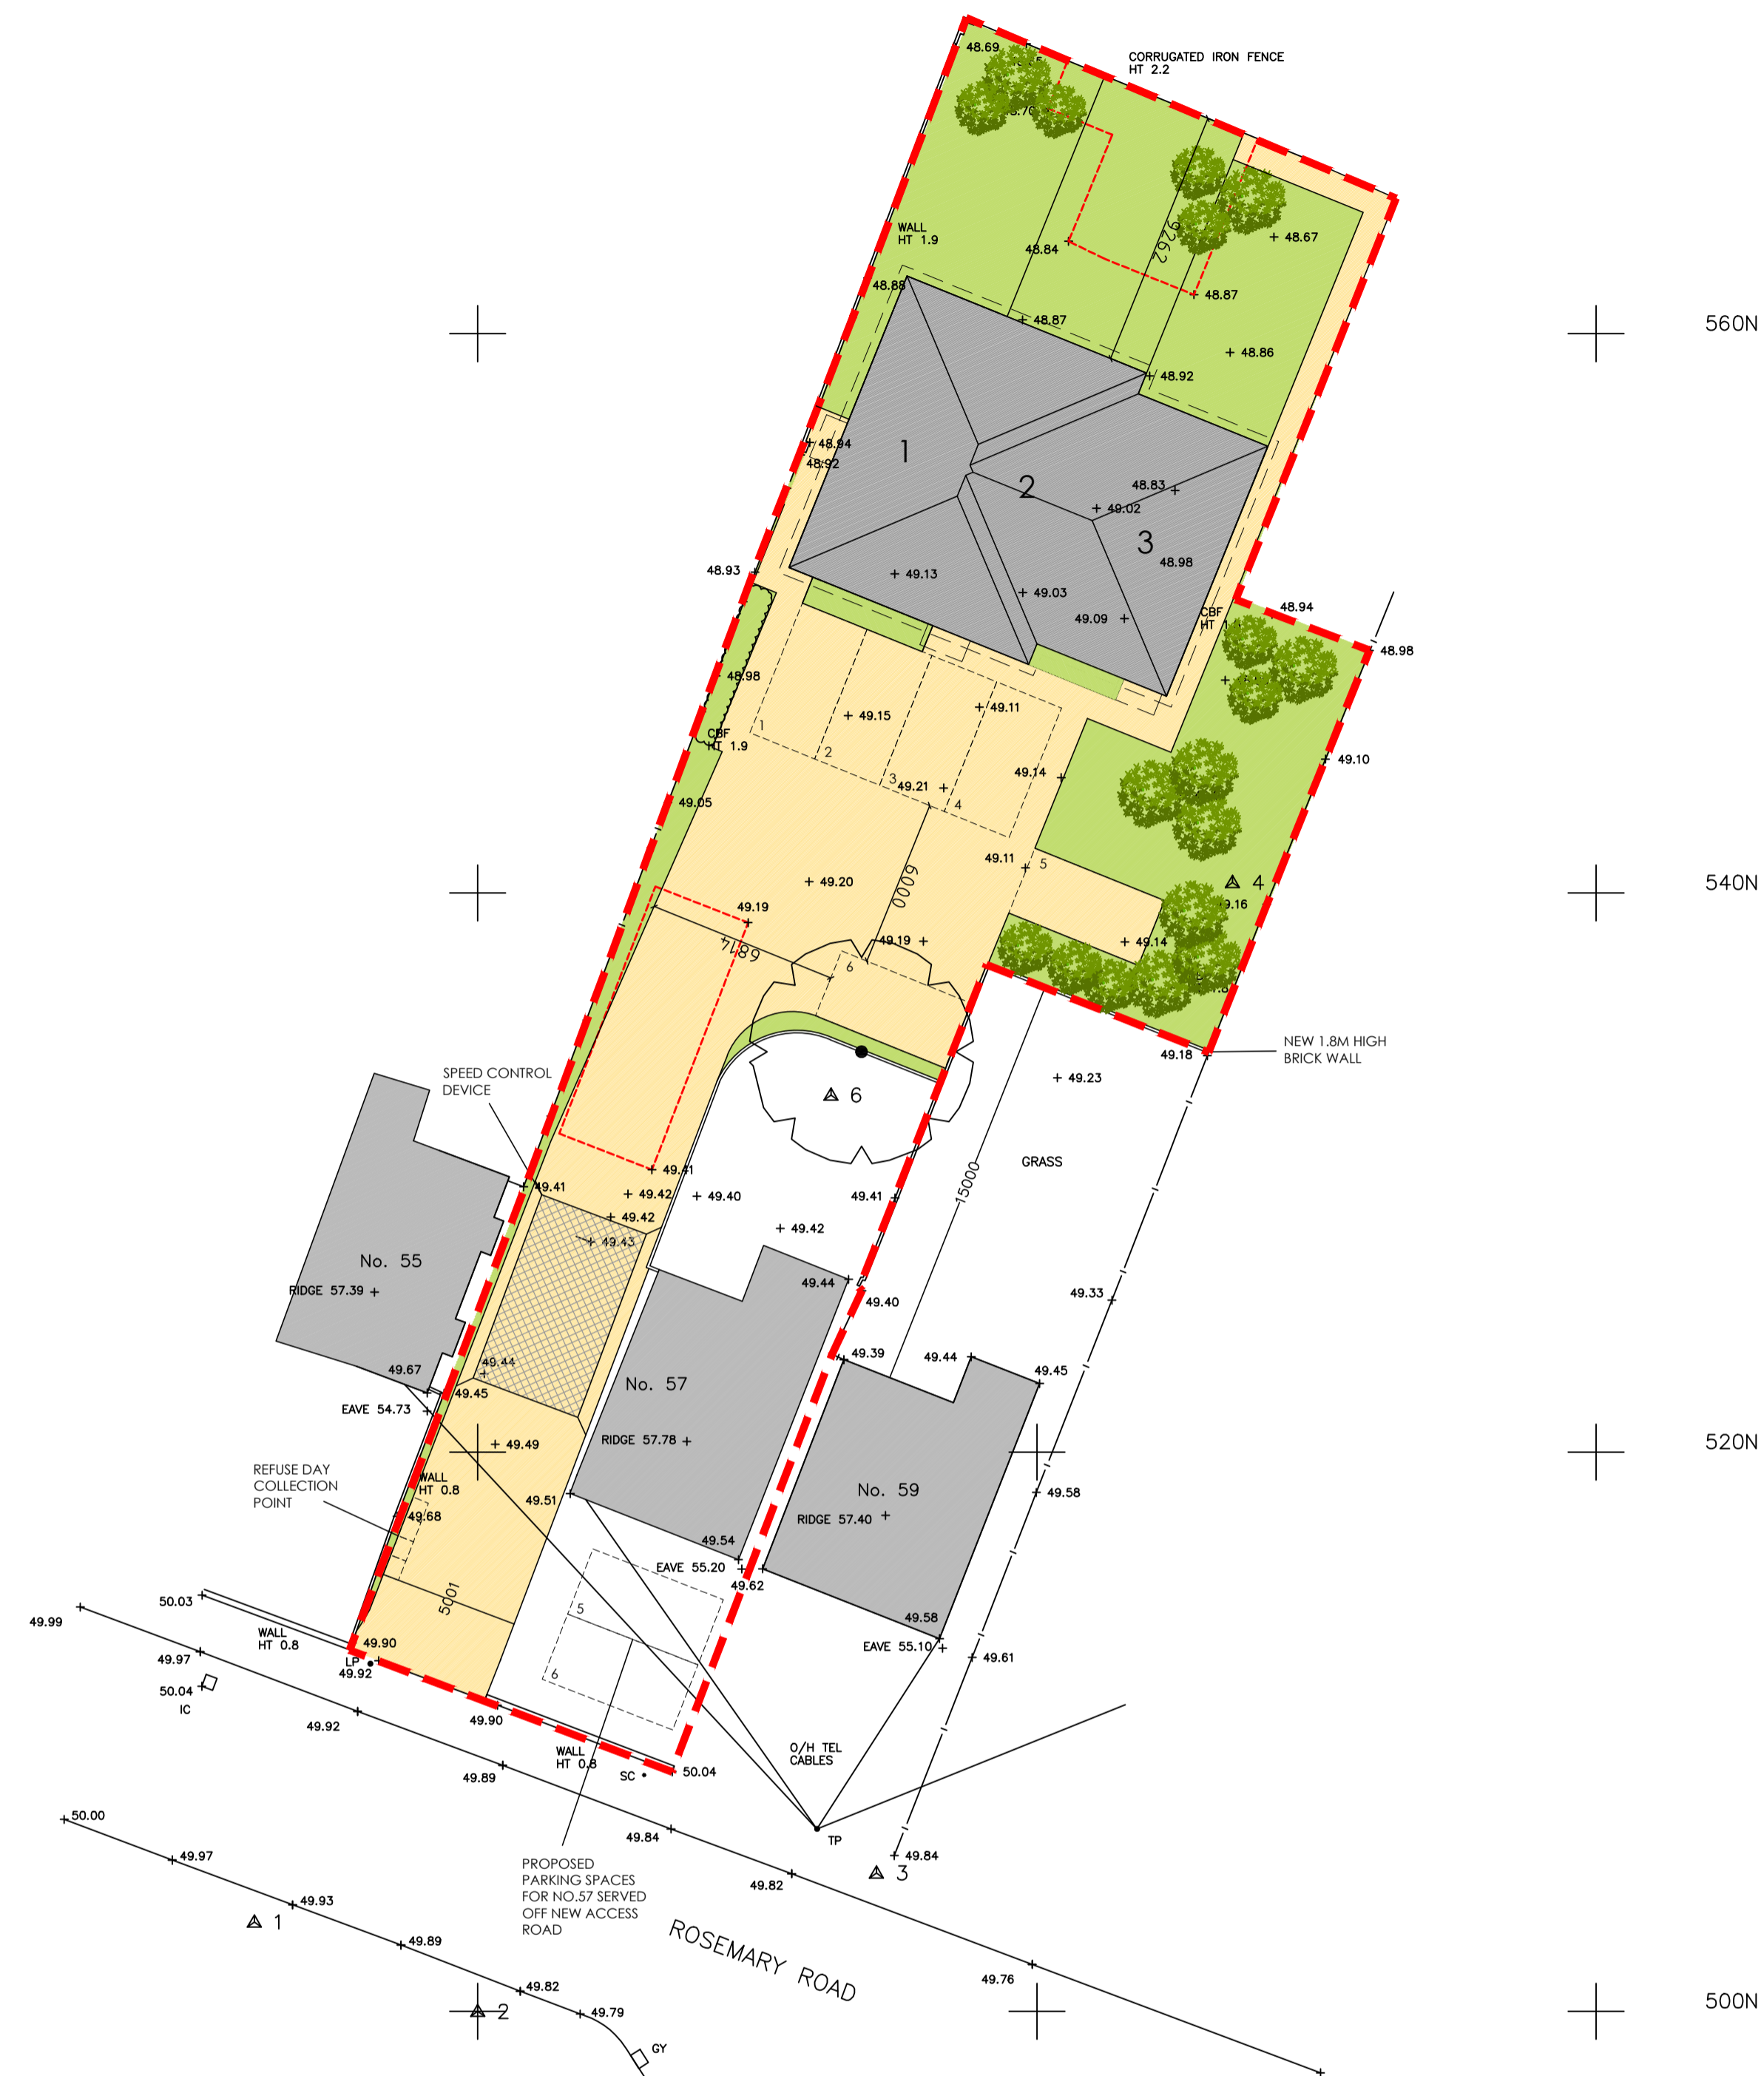 48.69
CORRUGATED IRON FENCE
HT 2.2
WALL
HT 1.9
48.67
48.84
9262
48.88
48.87
48.87
560N
48.86
48.92
48.94
48.92
1
2
48.83
49.02
3
48.98
48.93
49.13
49.03
49.09
CBF
48.94
48.98
48.98
49.15
49.11
1
CBF
HT 1.9
2
49.10
49.14
3
49.21
4
49.05
49.11
5
49.20
6000
4
540N
49.19
49.19
49.14
6814
6
NEW 1.8M HIGH
BRICK WALL
49.18
SPEED CONTROL
DEVICE
49.23
6
GRASS
49.41
49.41
49.42
49.40
49.41
15000
49.42
49.42
49.43
No. 55
RIDGE 57.39
49.44
49.40
49.33
49.39
49.44
49.44
49.67
49.45
49.45
No. 57
EAVE 54.73
49.49
RIDGE 57.78
520N
REFUSE DAY
COLLECTION
POINT
WALL
HT 0.8
49.51
No. 59
49.58
49.68
RIDGE 57.40
49.54
EAVE 55.20
49.62
5001
50.03
49.99
5
49.58
WALL
HT 0.8
49.90
EAVE 55.10
49.97
LP
49.92
49.61
6
50.04
IC
49.92
49.90
WALL
HT 0.8
O/H TEL
CABLES
49.89
SC
50.04
50.00
49.84
TP
49.97
PROPOSED
PARKING SPACES
FOR NO.57 SERVED
OFF NEW ACCESS
ROAD
49.84
49.82
3
49.93
1
49.89
ROSEMARY ROAD
49.82
49.76
2
49.79
500N
GY